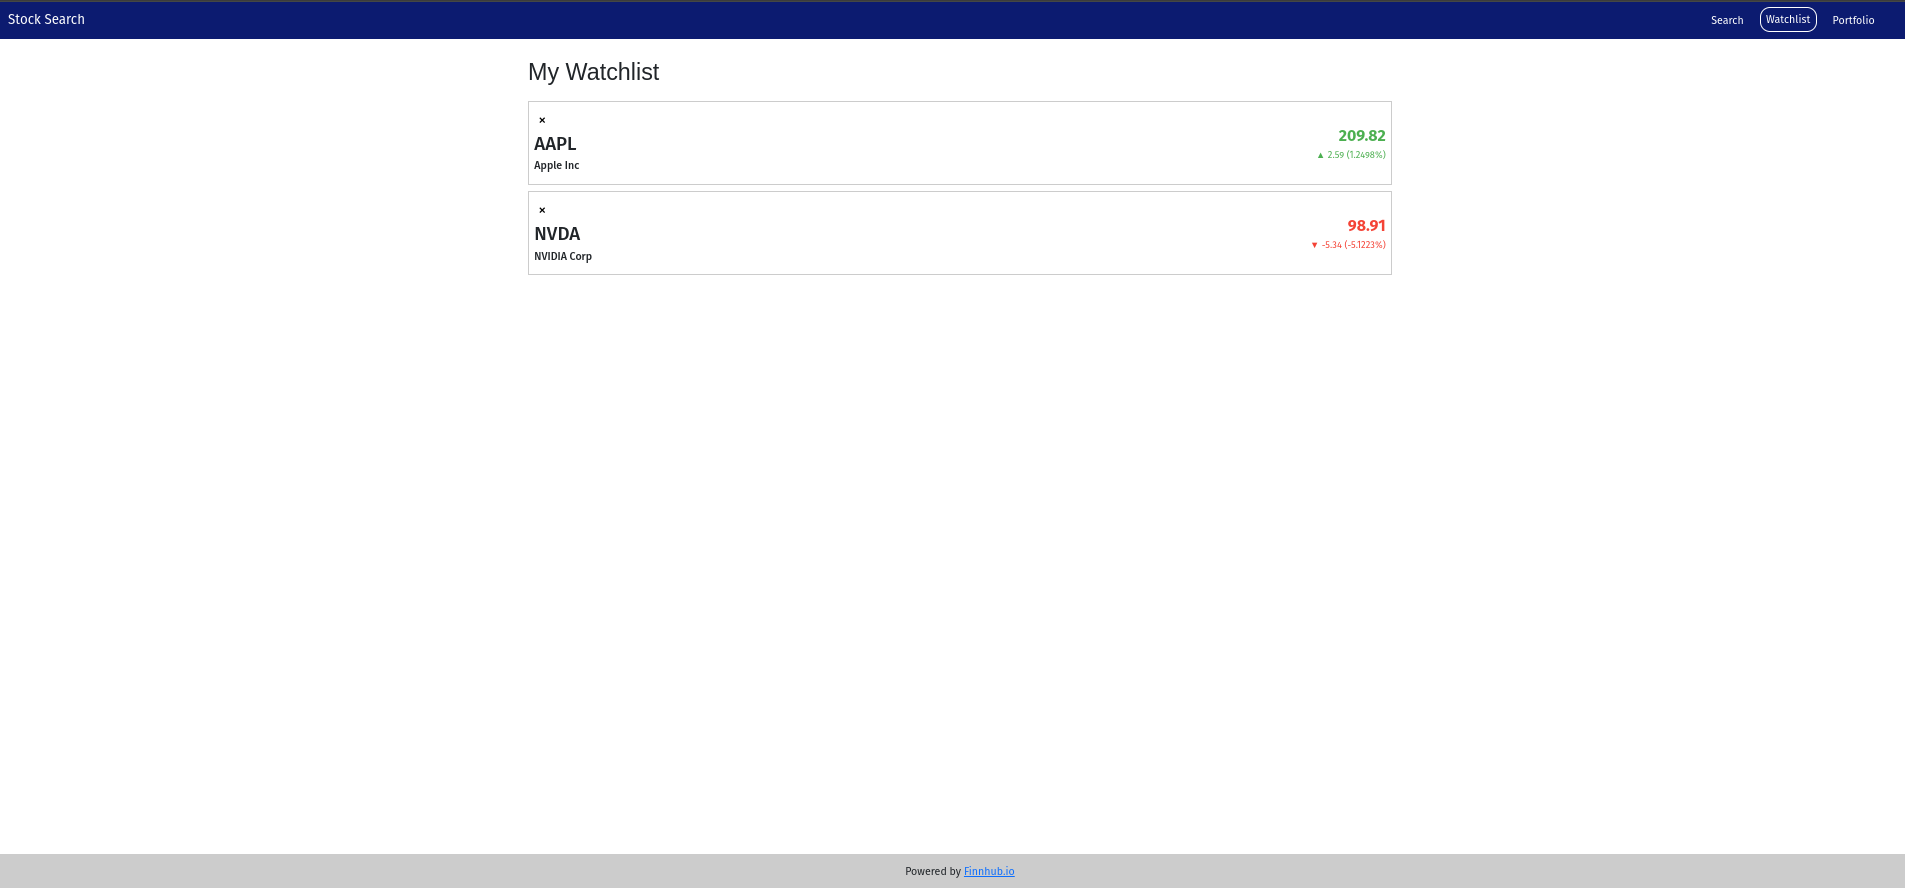 Stock Search
Search Watchlist Portfolio
My Watchlist
×
AAPL
Apple Inc
209.82
▲ 2.59 (1.2498%)
×
NVDA
NVIDIA Corp
98.91
▼ -5.34 (-5.1223%)
Powered by Finnhub.io